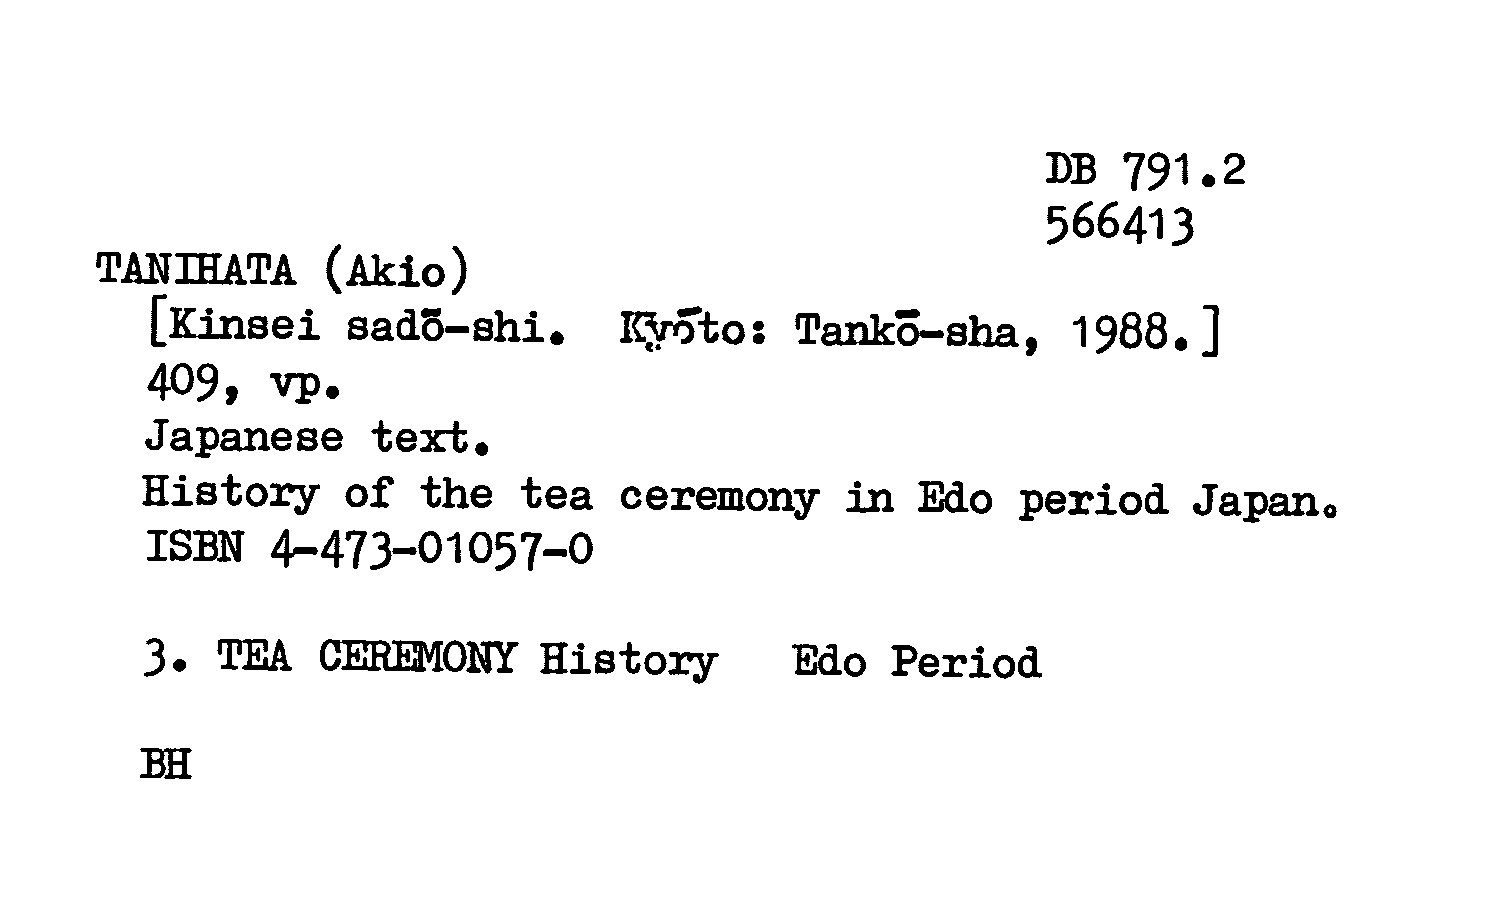 DB 791.2
566413
TANIHATA (Akio)
[Kinsei sadō-shi. Kyōto: Tankō-sha, 1988.]
409, vp.
Japanese text.
History of the tea ceremony in Edo period Japan.
ISBN 4-473-01057-0
3. TEA CEREMONY History Edo Period
BH